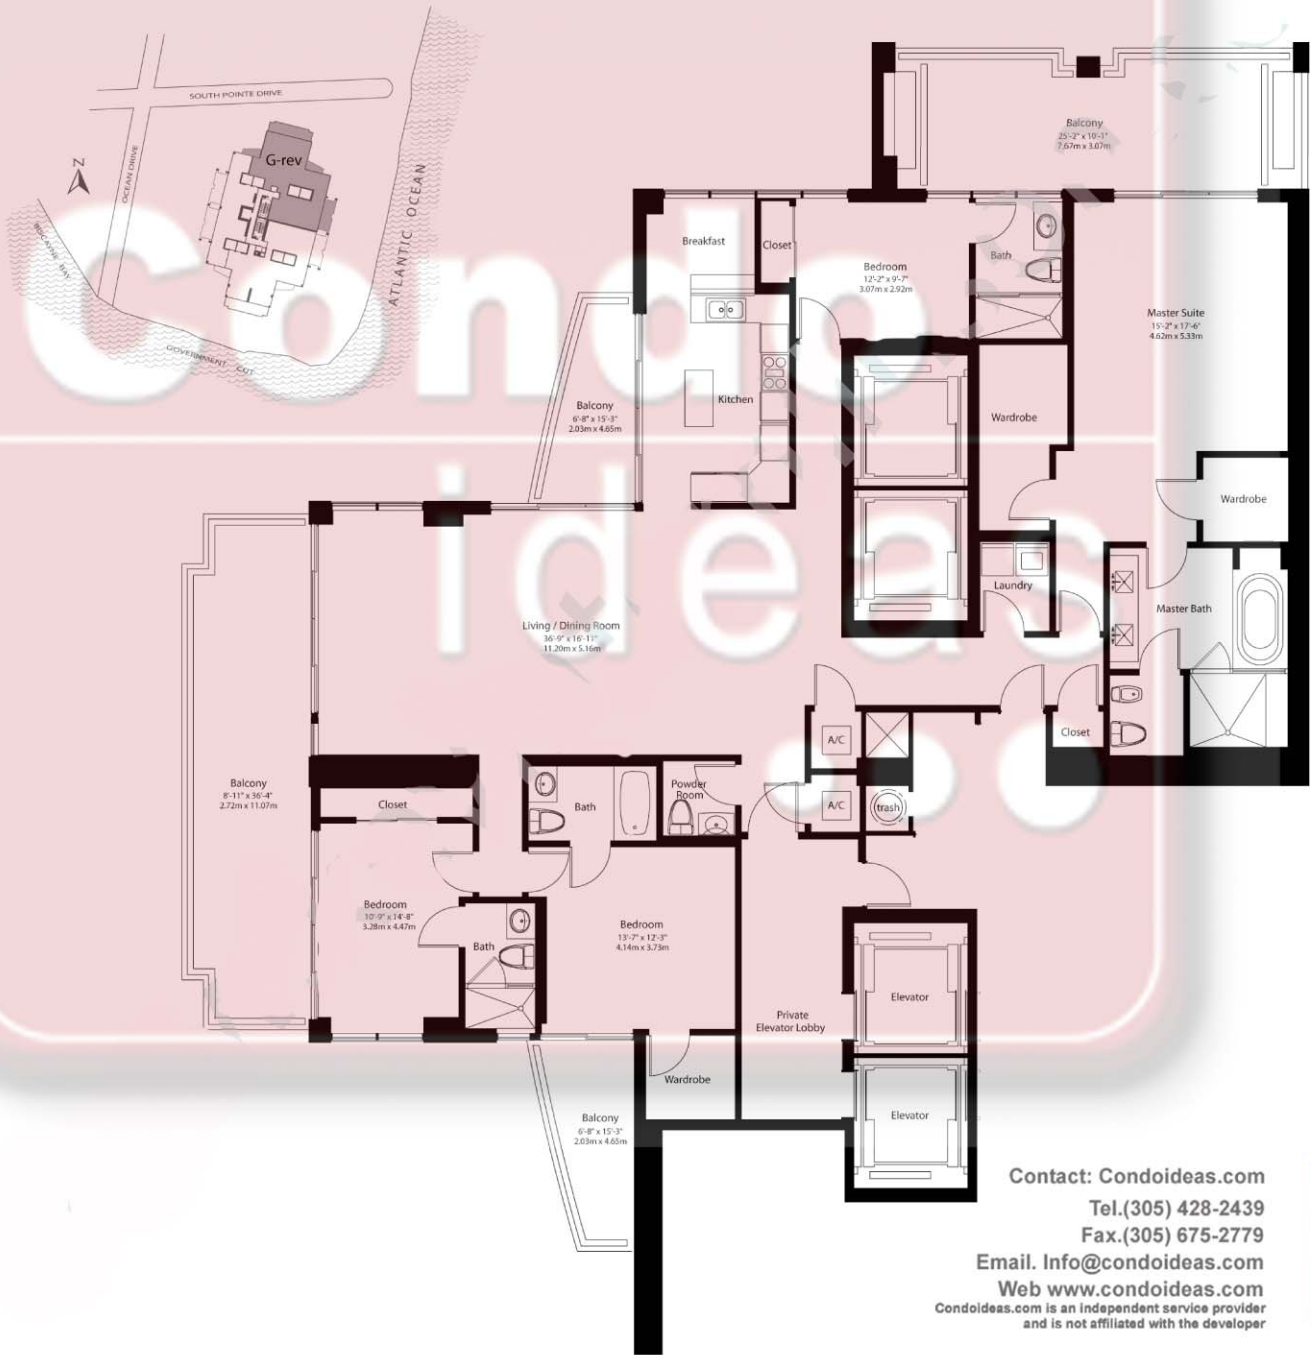 SOUTH POINTE DRIVE
OCEAN DRIVE
G-rev
Z
ATLANTIC OCEAN
BISCAYNE BAY
GOVERNMENT CUT
Condo
ideas
Balcony
25'-2" x 10'-1"
7.67m x 3.07m
Breakfast
Closet
Bedroom
12'-2" x 9'-7"
3.07m x 2.92m
Bath
Master Suite
15'-2" x 17'-6"
4.62m x 5.33m
Balcony
6'-8" x 15'-3"
2.03m x 4.65m
Kitchen
Wardrobe
Wardrobe
Laundry
Master Bath
Living / Dining Room
36'-9" x 16'-11"
11.20m x 5.16m
A/C
Closet
Balcony
8'-11" x 36'-4"
2.72m x 11.07m
Closet
Bath
Powder
Room
A/C
trash
Bedroom
10'-9" x 14'-8"
3.28m x 4.47m
Bath
Bedroom
13'-7" x 12'-3"
4.14m x 3.73m
Private
Elevator Lobby
Elevator
Wardrobe
Elevator
Balcony
6'-8" x 15'-3"
2.03m x 4.65m
Contact: Condoideas.com
Tel.(305) 428-2439
Fax.(305) 675-2779
Email. Info@condoideas.com
Web www.condoideas.com
Condoideas.com is an independent service provider
and is not affiliated with the developer